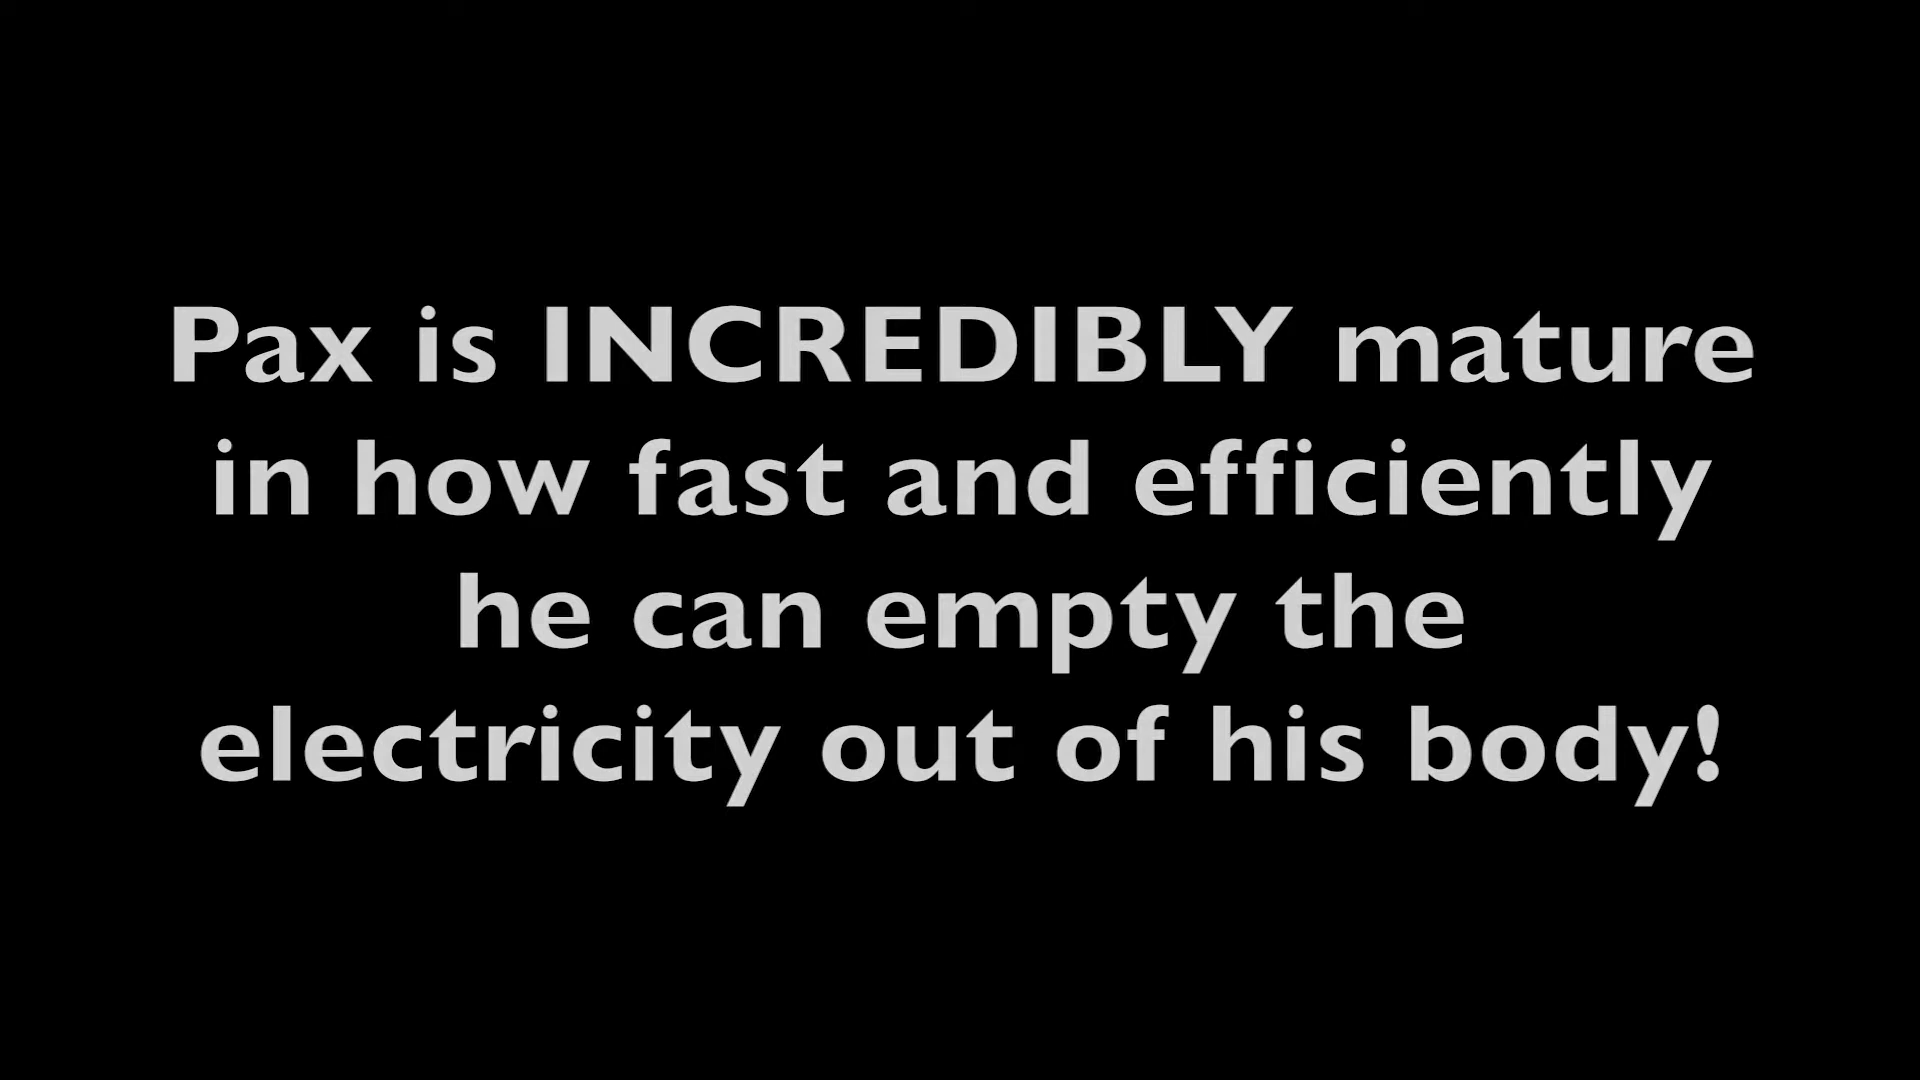 Pax is INCREDIBLY mature
in how fast and efficiently
he can empty the
electricity out of his body!